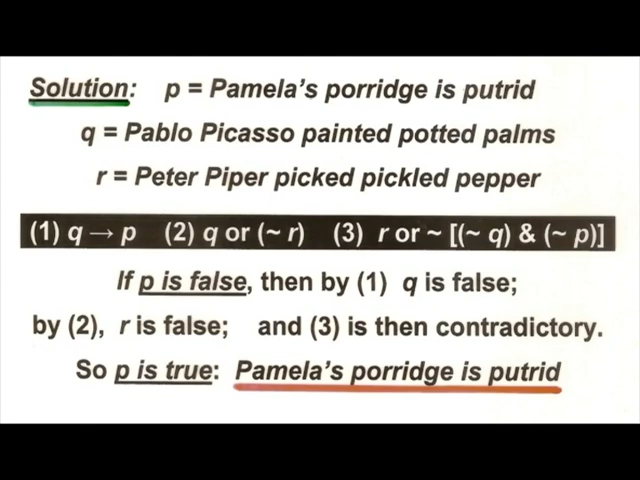 Solution: p = Pamela's porridge is putrid
q = Pablo Picasso painted potted palms
r = Peter Piper picked pickled pepper
(1) q → p (2) q or (~ r) (3) r or ~ [(~ q) & (~ p)]
If p is false, then by (1) q is false;
by (2), r is false; and (3) is then contradictory.
So p is true: Pamela's porridge is putrid